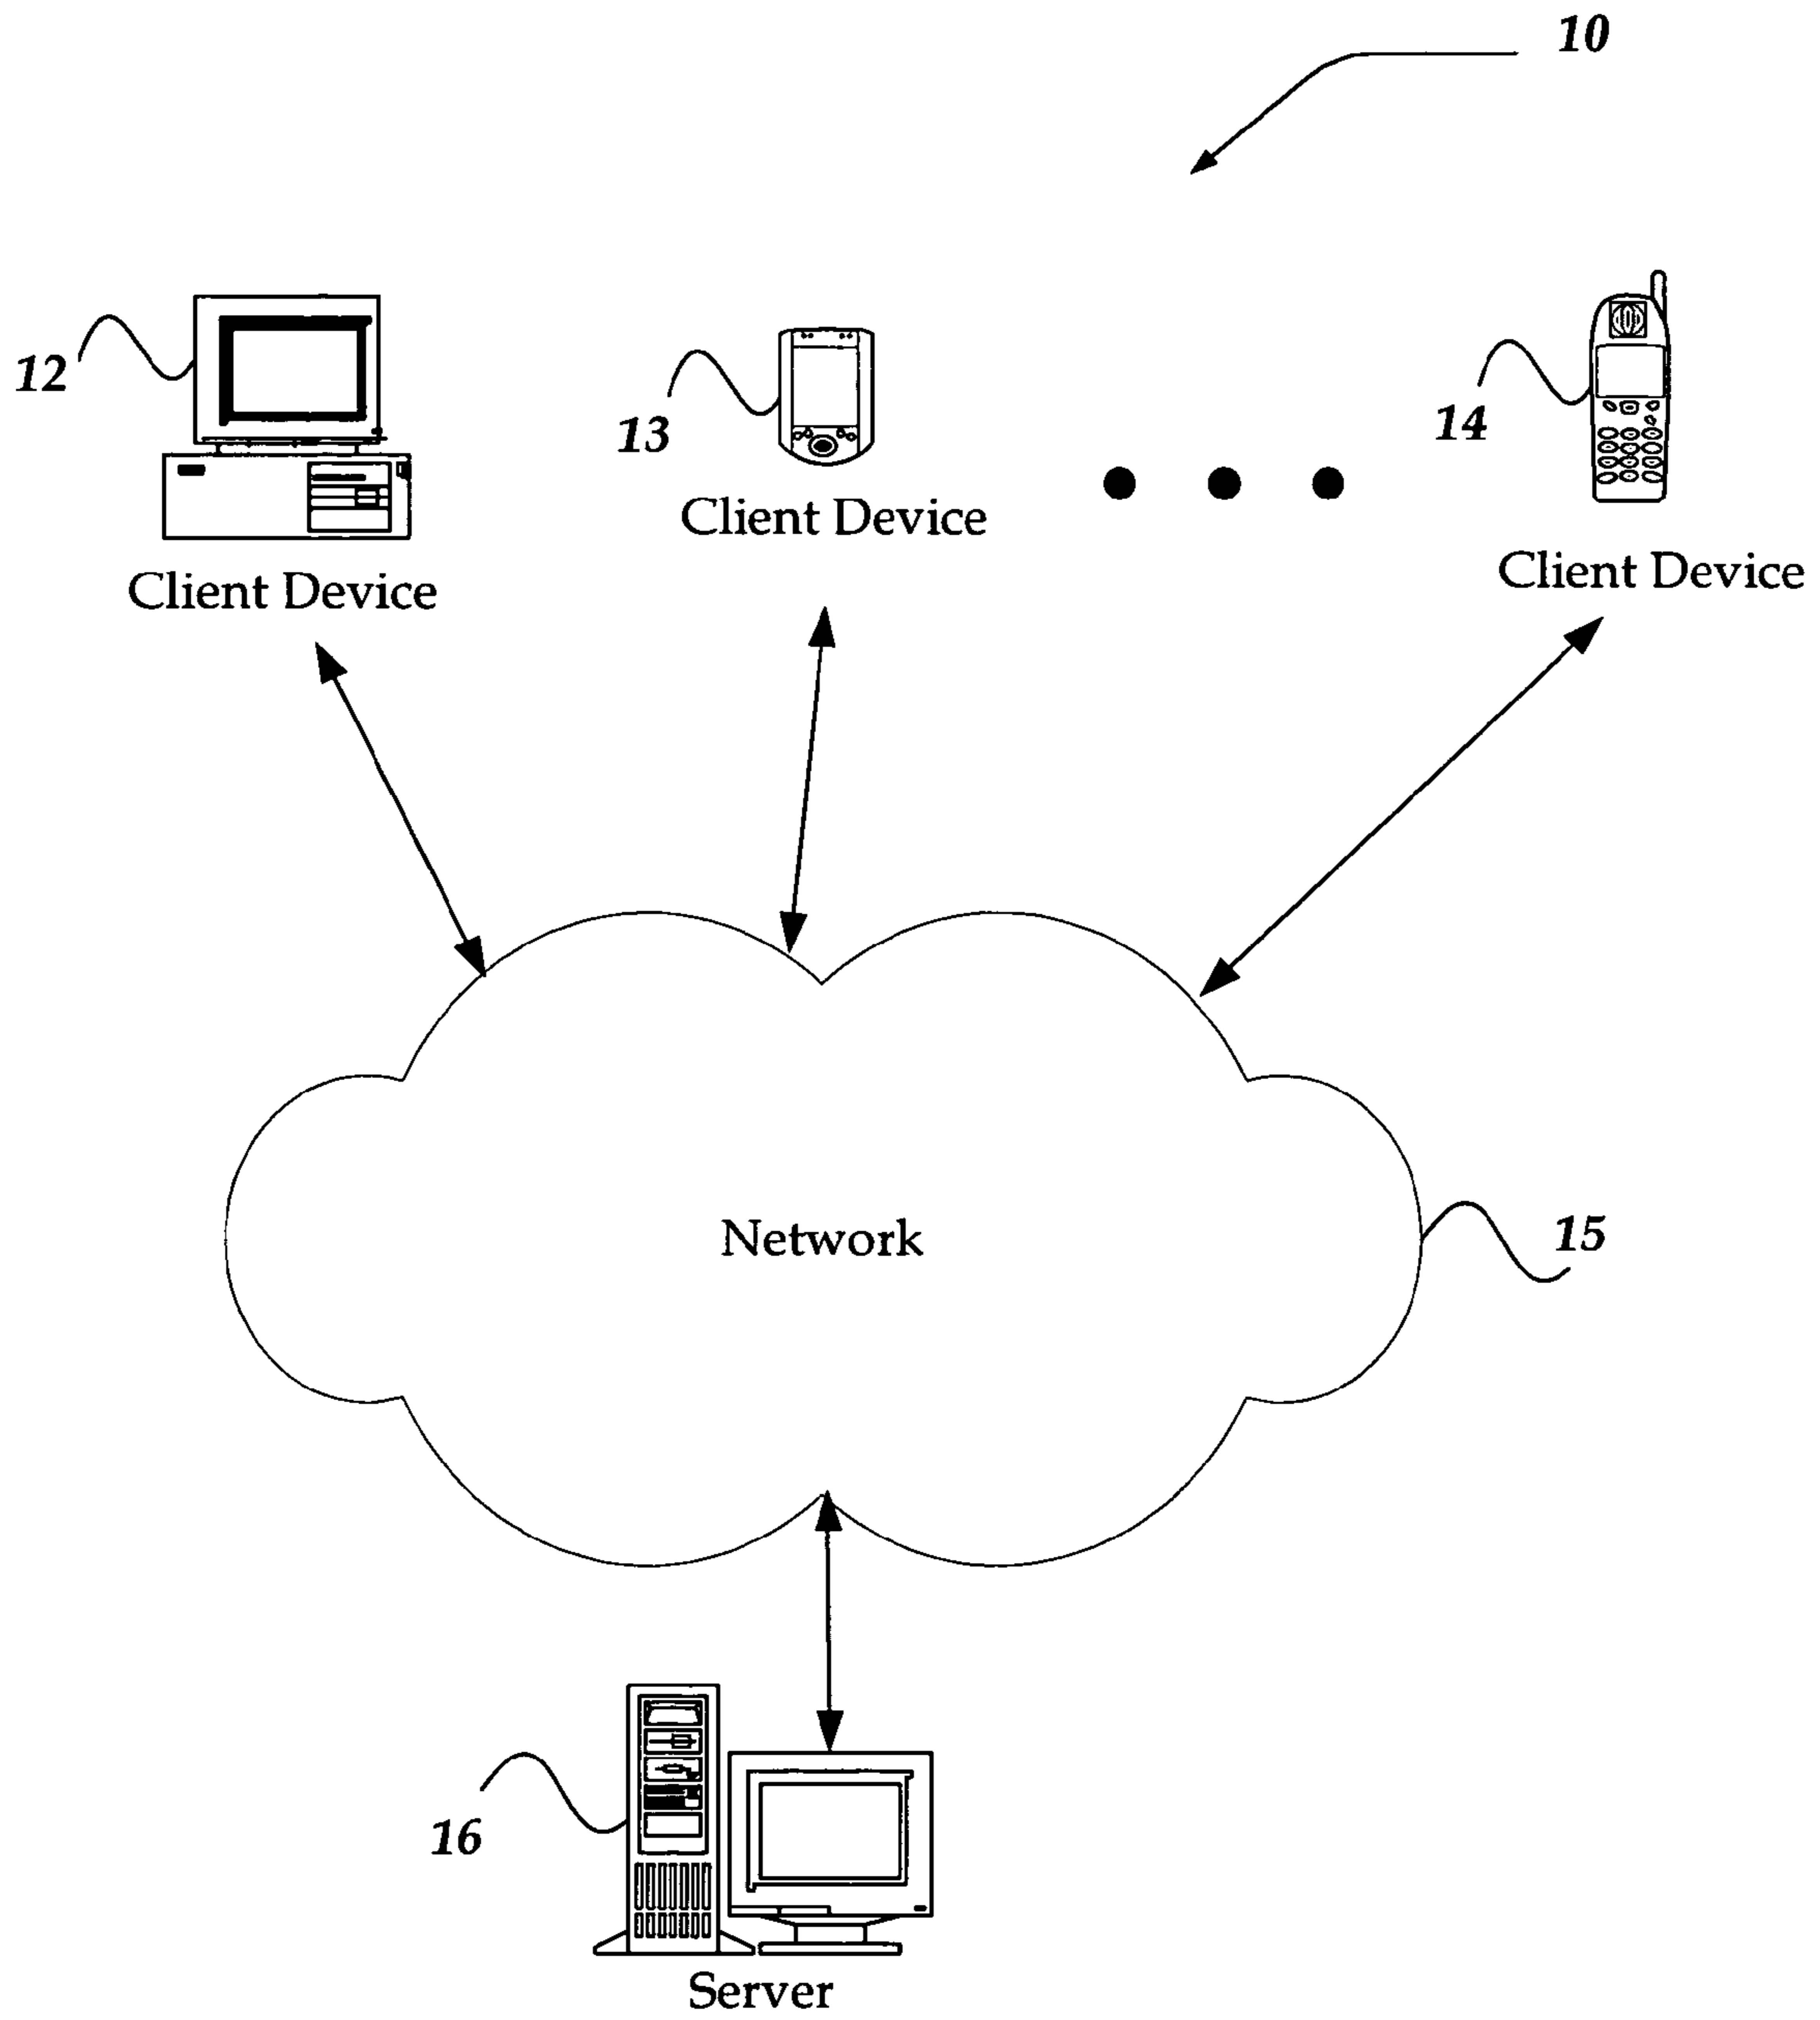 10
12
13
14
Client Device
Client Device
Client Device
Network
15
16
Server